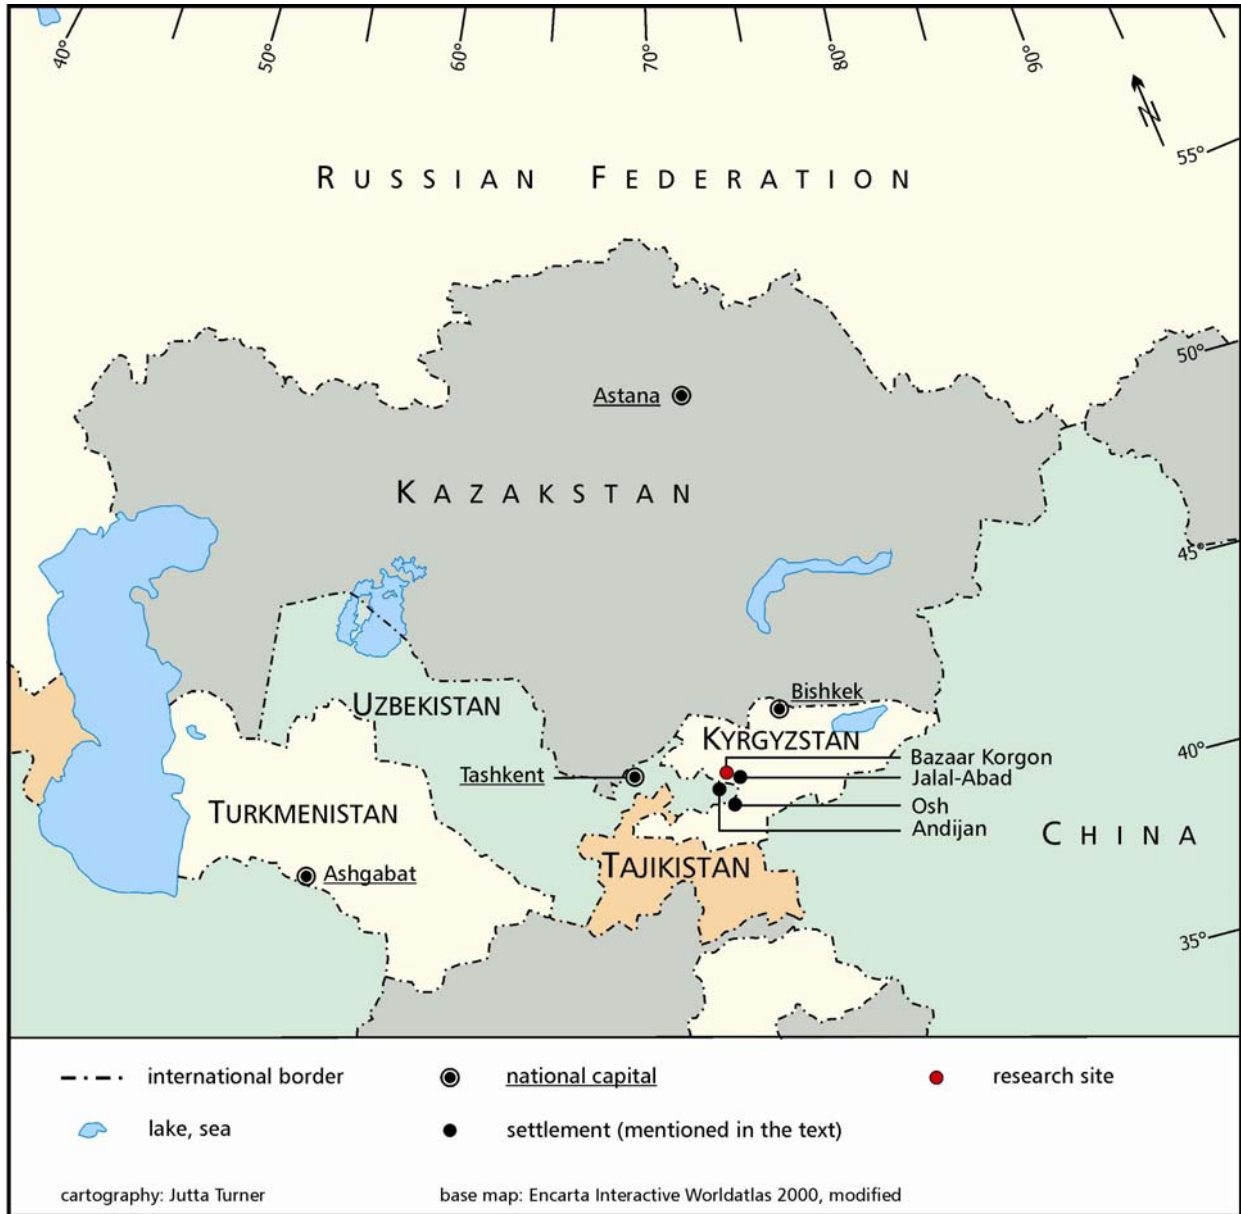 40° 50° 60° 70° 80° 90°
N
55°
RUSSIAN FEDERATION
50°
Astana
KAZAKSTAN
45°
Bishkek
UZBEKISTAN
KYRGYZSTAN
40°
Bazaar Korgon
Tashkent
Jalal-Abad
Osh
TURKMENISTAN
Andijan
CHINA
TAJIKISTAN
Ashgabat
35°
international border
national capital
research site
lake, sea
settlement (mentioned in the text)
cartography: Jutta Turner
base map: Encarta Interactive Worldatlas 2000, modified